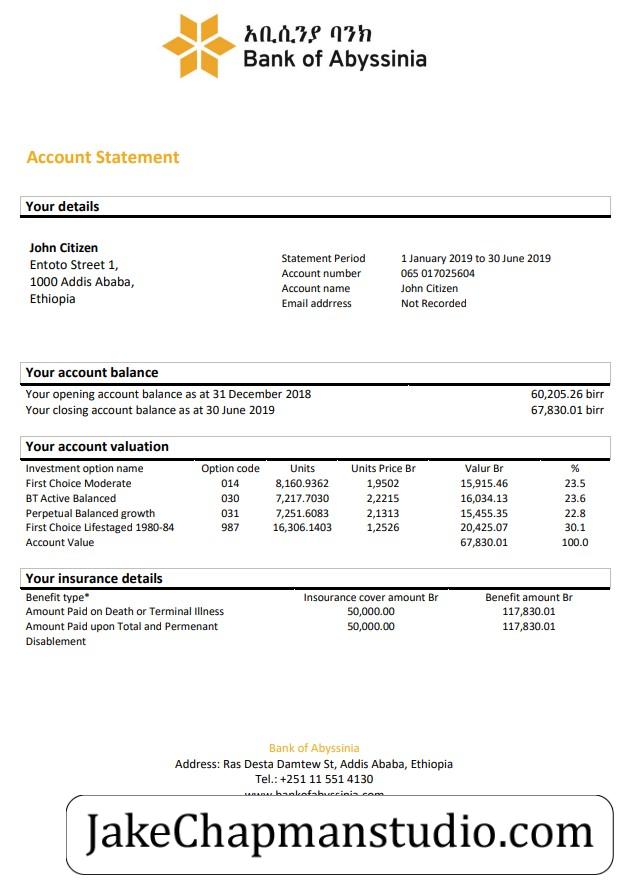 አቢሲንያ ባንክ
Bank of Abyssinia
Account Statement
Your details
John Citizen
Entoto Street 1,
1000 Addis Ababa,
Ethiopia
Statement Period 1 January 2019 to 30 June 2019
Account number 065 017025604
Account name John Citizen
Email addrress Not Recorded
Your account balance
Your opening account balance as at 31 December 2018 60,205.26 birr
Your closing account balance as at 30 June 2019 67,830.01 birr
Your account valuation
Investment option name Option code Units Units Price Br Valur Br %
First Choice Moderate 014 8,160.9362 1,9502 15,915.46 23.5
BT Active Balanced 030 7,217.7030 2,2215 16,034.13 23.6
Perpetual Balanced growth 031 7,251.6083 2,1313 15,455.35 22.8
First Choice Lifestaged 1980-84 987 16,306.1403 1,2526 20,425.07 30.1
Account Value 67,830.01 100.0
Your insurance details
Benefit type* Insourance cover amount Br Benefit amount Br
Amount Paid on Death or Terminal Illness 50,000.00 117,830.01
Amount Paid upon Total and Permenant 50,000.00 117,830.01
Disablement
Bank of Abyssinia
Address: Ras Desta Damtew St, Addis Ababa, Ethiopia
Tel.: +251 11 551 4130
www.bankofabyssinia.com
JakeChapmanstudio.com